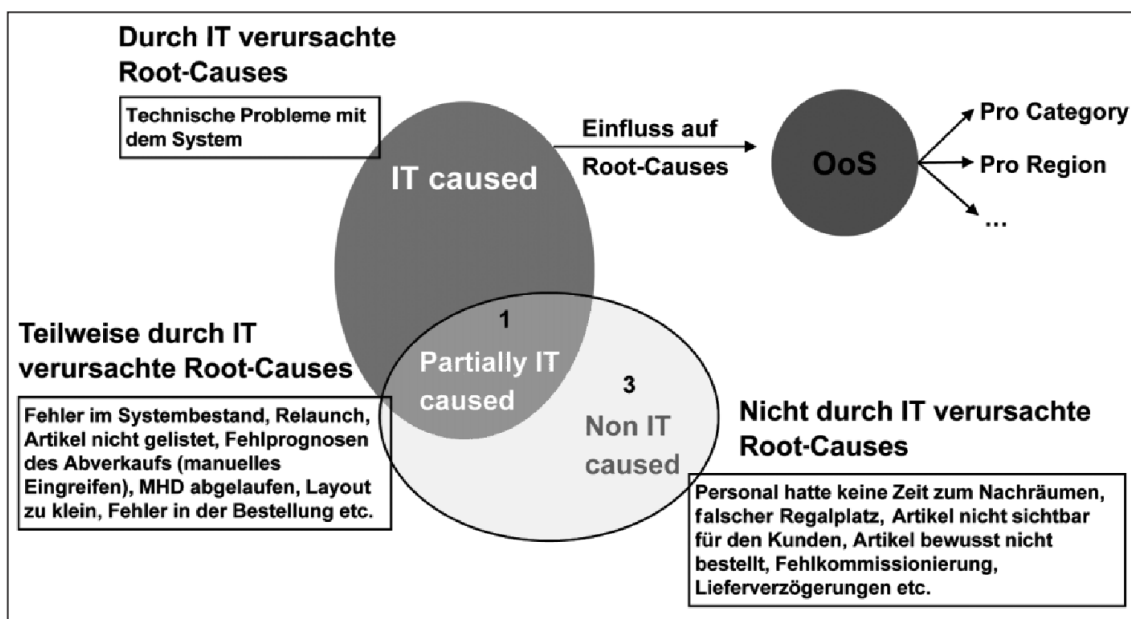 Durch IT verursachte
Root-Causes
Technische Probleme mit
dem System
IT caused
Einfluss auf
Root-Causes
OoS
Pro Category
Pro Region
...
Teilweise durch IT
verursachte Root-Causes
Fehler im Systembestand, Relaunch,
Artikel nicht gelistet, Fehlprognosen
des Abverkaufs (manuelles
Eingreifen), MHD abgelaufen, Layout
zu klein, Fehler in der Bestellung etc.
1
Partially IT
caused
3
Non IT
caused
Nicht durch IT verursachte
Root-Causes
Personal hatte keine Zeit zum Nachräumen,
falscher Regalplatz, Artikel nicht sichtbar
für den Kunden, Artikel bewusst nicht
bestellt, Fehlkommissionierung,
Lieferverzögerungen etc.